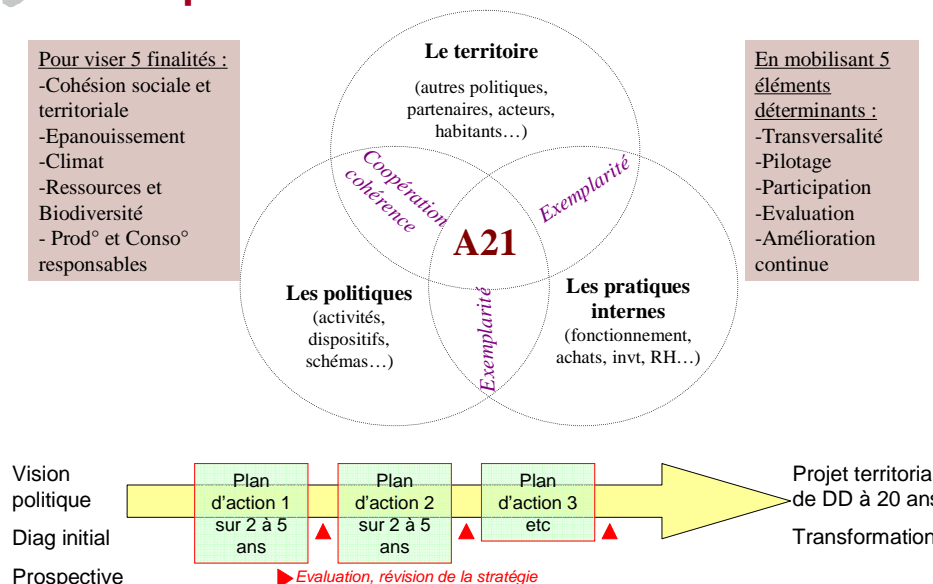 Pour viser 5 finalités :
-Cohésion sociale et
territoriale
-Epanouissement
-Climat
-Ressources et
Biodiversité
- Prod° et Conso°
responsables
Le territoire
(autres politiques,
partenaires, acteurs,
habitants…)
En mobilisant 5
éléments
déterminants :
-Transversalité
-Pilotage
-Participation
-Evaluation
-Amélioration
continue
Coopération
cohérence
Exemplarité
A21
Les politiques
(activités,
dispositifs,
schémas…)
Exemplarité
Les pratiques
internes
(fonctionnement,
achats, invt, RH…)
Vision
politique
Diag initial
Prospective
Plan
d'action 1
sur 2 à 5
ans
Plan
d'action 2
sur 2 à 5
ans
Plan
d'action 3
etc
Projet territoria
de DD à 20 ans
Transformation
Evaluation, révision de la stratégie